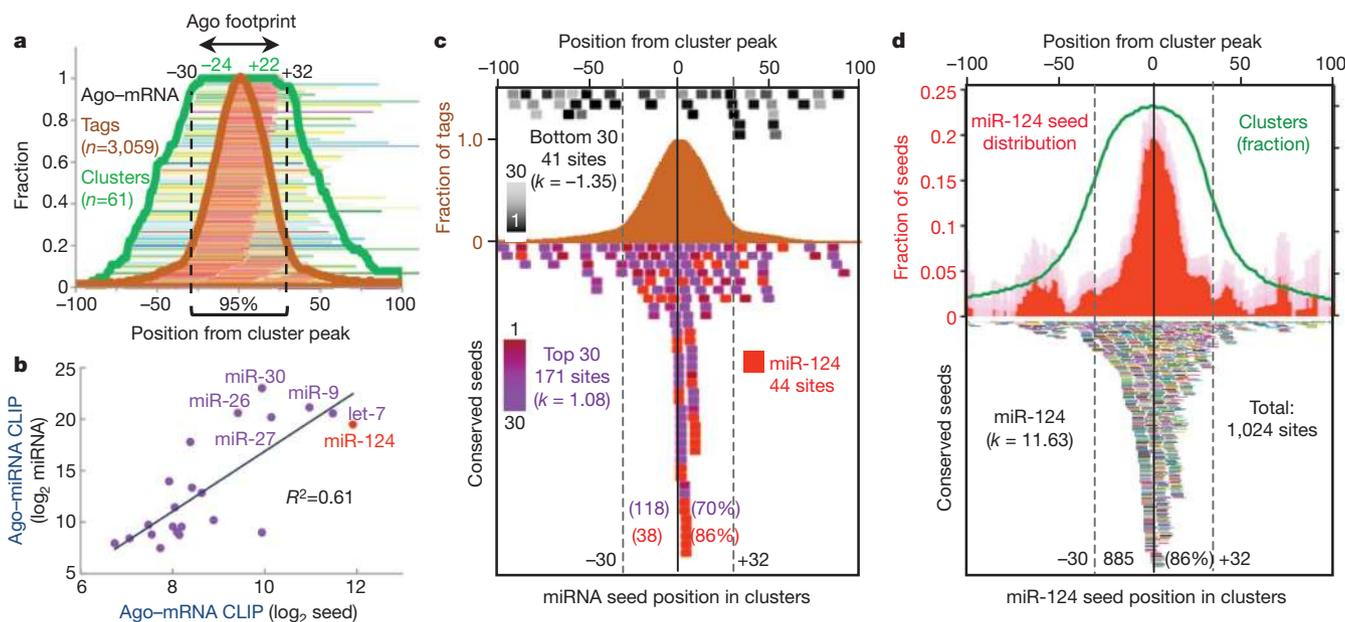 a
Ago footprint
−30 −24 +22 +32
1
0.8
0.6
0.4
0.2
0
Fraction
Ago–mRNA
Tags
(n=3,059)
Clusters
(n=61)
−100 −50 95% 50 100
Position from cluster peak
b
25
20
15
10
5
Ago–miRNA CLIP
(log2 miRNA)
miR-30
miR-26
miR-9
let-7
miR-27
miR-124
R²=0.61
6 8 10 12
Ago–mRNA CLIP (log2 seed)
c
Position from cluster peak
−100 −50 0 50 100
Fraction of tags
1.0
0
Bottom 30
41 sites
(k = −1.35)
30
1
Conserved seeds
1
30
Top 30
171 sites
(k = 1.08)
miR-124
44 sites
(118) (70%)
(38) (86%)
−30 +32
miRNA seed position in clusters
d
Position from cluster peak
−100 −50 0 50 100
0.25
0.2
0.15
0.1
0.05
0
Fraction of seeds
miR-124 seed
distribution
Clusters
(fraction)
Conserved seeds
miR-124
(k = 11.63)
Total:
1,024 sites
−30 885 (86%) +32
miR-124 seed position in clusters